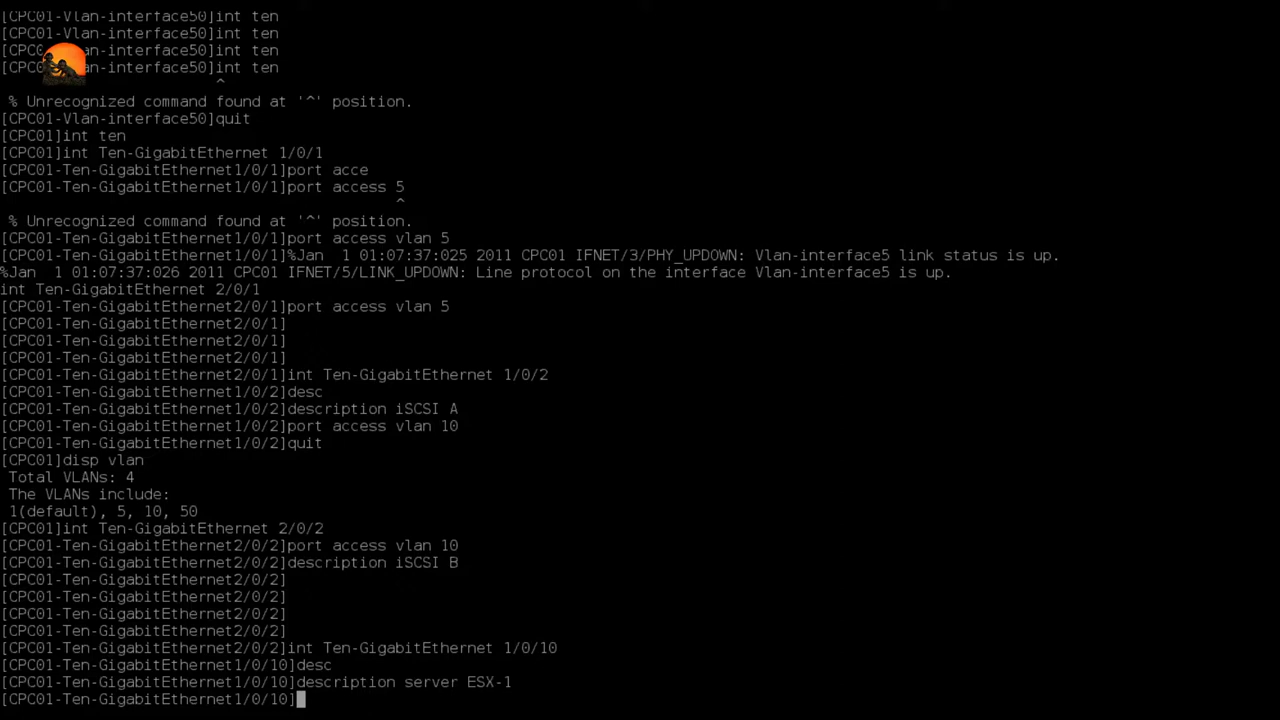 [CPC01-Vlan-interface50]int ten
[CPC01-Vlan-interface50]int ten
[CPC01-Vlan-interface50]int ten
[CPC01-Vlan-interface50]int ten
^
% Unrecognized command found at '^' position.
[CPC01-Vlan-interface50]quit
[CPC01]int ten
[CPC01]int Ten-GigabitEthernet 1/0/1
[CPC01-Ten-GigabitEthernet1/0/1]port acce
[CPC01-Ten-GigabitEthernet1/0/1]port access 5
^
% Unrecognized command found at '^' position.
[CPC01-Ten-GigabitEthernet1/0/1]port access vlan 5
[CPC01-Ten-GigabitEthernet1/0/1]%Jan  1 01:07:37:025 2011 CPC01 IFNET/3/PHY_UPDOWN: Vlan-interface5 link status is up.
%Jan  1 01:07:37:026 2011 CPC01 IFNET/5/LINK_UPDOWN: Line protocol on the interface Vlan-interface5 is up.
int Ten-GigabitEthernet 2/0/1
[CPC01-Ten-GigabitEthernet2/0/1]port access vlan 5
[CPC01-Ten-GigabitEthernet2/0/1]
[CPC01-Ten-GigabitEthernet2/0/1]
[CPC01-Ten-GigabitEthernet2/0/1]
[CPC01-Ten-GigabitEthernet2/0/1]int Ten-GigabitEthernet 1/0/2
[CPC01-Ten-GigabitEthernet1/0/2]desc
[CPC01-Ten-GigabitEthernet1/0/2]description iSCSI A
[CPC01-Ten-GigabitEthernet1/0/2]port access vlan 10
[CPC01-Ten-GigabitEthernet1/0/2]quit
[CPC01]disp vlan
Total VLANs: 4
The VLANs include:
1(default), 5, 10, 50
[CPC01]int Ten-GigabitEthernet 2/0/2
[CPC01-Ten-GigabitEthernet2/0/2]port access vlan 10
[CPC01-Ten-GigabitEthernet2/0/2]description iSCSI B
[CPC01-Ten-GigabitEthernet2/0/2]
[CPC01-Ten-GigabitEthernet2/0/2]
[CPC01-Ten-GigabitEthernet2/0/2]
[CPC01-Ten-GigabitEthernet2/0/2]
[CPC01-Ten-GigabitEthernet2/0/2]int Ten-GigabitEthernet 1/0/10
[CPC01-Ten-GigabitEthernet1/0/10]desc
[CPC01-Ten-GigabitEthernet1/0/10]description server ESX-1
[CPC01-Ten-GigabitEthernet1/0/10]